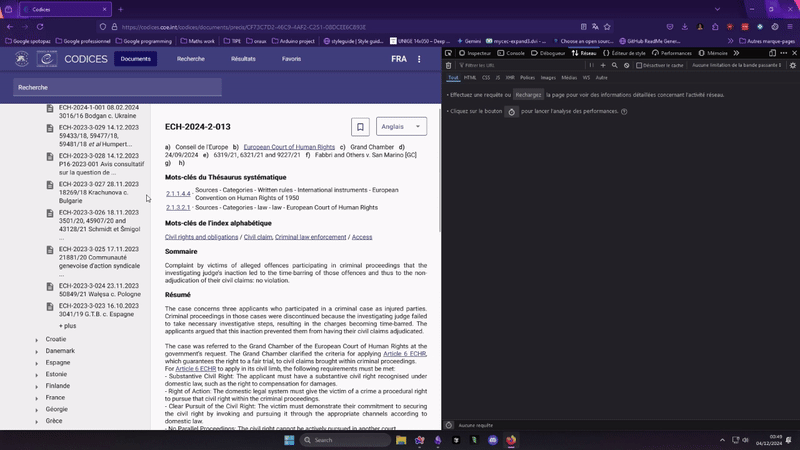 Codices
https://codices.coe.int/codices/documents/precis/CF73C7D2-46C9-4AF2-C251-08DCEE6C893E
Google spotopus
Google professionnel
Google programming
Maths work
TIPE
craus
Arduino project
styleguide | Style guid...
UNIGE 14x050 – Deep ...
Gemini
mycec-expand3.dvi - ...
Choose an open sourc...
GitHub ReadMe Gener...
Autres marque-pages
CODICES
Documents
Recherche
Résultats
Favoris
FRA
Recherche
ECH-2024-1-001 08.02.2024
3016/16 Bodgan c. Ukraine
ECH-2023-3-029 14.12.2023
59433/18, 59477/18,
59481/18 et al Humpert...
ECH-2023-3-028 14.12.2023
P16-2023-001 Avis consultatif
sur la question de ...
ECH-2023-3-027 28.11.2023
18269/18 Krachunova c.
Bulgarie
ECH-2023-3-026 18.11.2023
3501/20, 45907/20 and
43128/21 Schmidt et Šmigol
...
ECH-2023-3-025 17.11.2023
21881/20 Communauté
genevoise d'action syndicale
...
ECH-2023-3-024 23.11.2023
50849/21 Wałęsa c. Pologne
ECH-2023-3-023 16.10.2023
3041/19 G.T.B. c. Espagne
+ plus
Croatie
Danemark
Espagne
Estonie
Finlande
France
Géorgie
Grèce
ECH-2024-2-013
Anglais
a) Conseil de l'Europe b) European Court of Human Rights c) Grand Chamber d)
24/09/2024 e) 6319/21, 6321/21 and 9227/21 f) Fabbri and Others v. San Marino [GC]
g) h)
Mots-clés du Thésaurus systématique
2.1.1.4.4 - Sources - Categories - Written rules - International instruments - European
Convention on Human Rights of 1950
2.1.3.2.1 - Sources - Categories - law - law - European Court of Human Rights
Mots-clés de l'index alphabétique
Civil rights and obligations / Civil claim, Criminal law enforcement / Access
Sommaire
Complaint by victims of alleged offences participating in criminal proceedings that the
investigating judge's inaction led to the time-barring of those offences and thus to the non-
adjudication of their civil claims: no violation.
Résumé
The case concerns three applicants who participated in a criminal case as injured parties.
Criminal proceedings in those cases were discontinued because the investigating judge failed
to take necessary investigative steps, resulting in the charges becoming time-barred. The
applicants argued that this inaction prevented them from having their civil claims adjudicated.
The case was referred to the Grand Chamber of the European Court of Human Rights at the
government's request. The Grand Chamber clarified the criteria for applying Article 6 ECHR,
which guarantees the right to a fair trial, to civil claims brought within criminal proceedings.
For Article 6 ECHR to apply in its civil limb, the following requirements must be met:
- Substantive Civil Right: The applicant must have a substantive civil right recognised under
domestic law, such as the right to compensation for damages.
- Right of Action: The domestic legal system must give the victim of a crime a procedural right
to pursue that civil right within the criminal proceedings.
- Clear Pursuit of the Civil Right: The victim must demonstrate their commitment to securing
the civil right by invoking and pursuing it through the appropriate channels according to
domestic law.
- No Parallel Proceedings: The civil right cannot be actively pursued in another court.
Inspecteur
Console
Débogueur
Réseau
Éditeur de style
Performances
Mémoire
Filtrer les URL
Désactiver le cache
Aucune limitation de la bande passante
Tout HTML CSS JS XHR Polices Images Médias WS Autre
• Effectuez une requête ou Rechargez la page pour voir des informations détaillées concernant l'activité réseau.
• Cliquez sur le bouton pour lancer l'analyse des performances.
Aucune requête
Search
00:49
04/12/2024